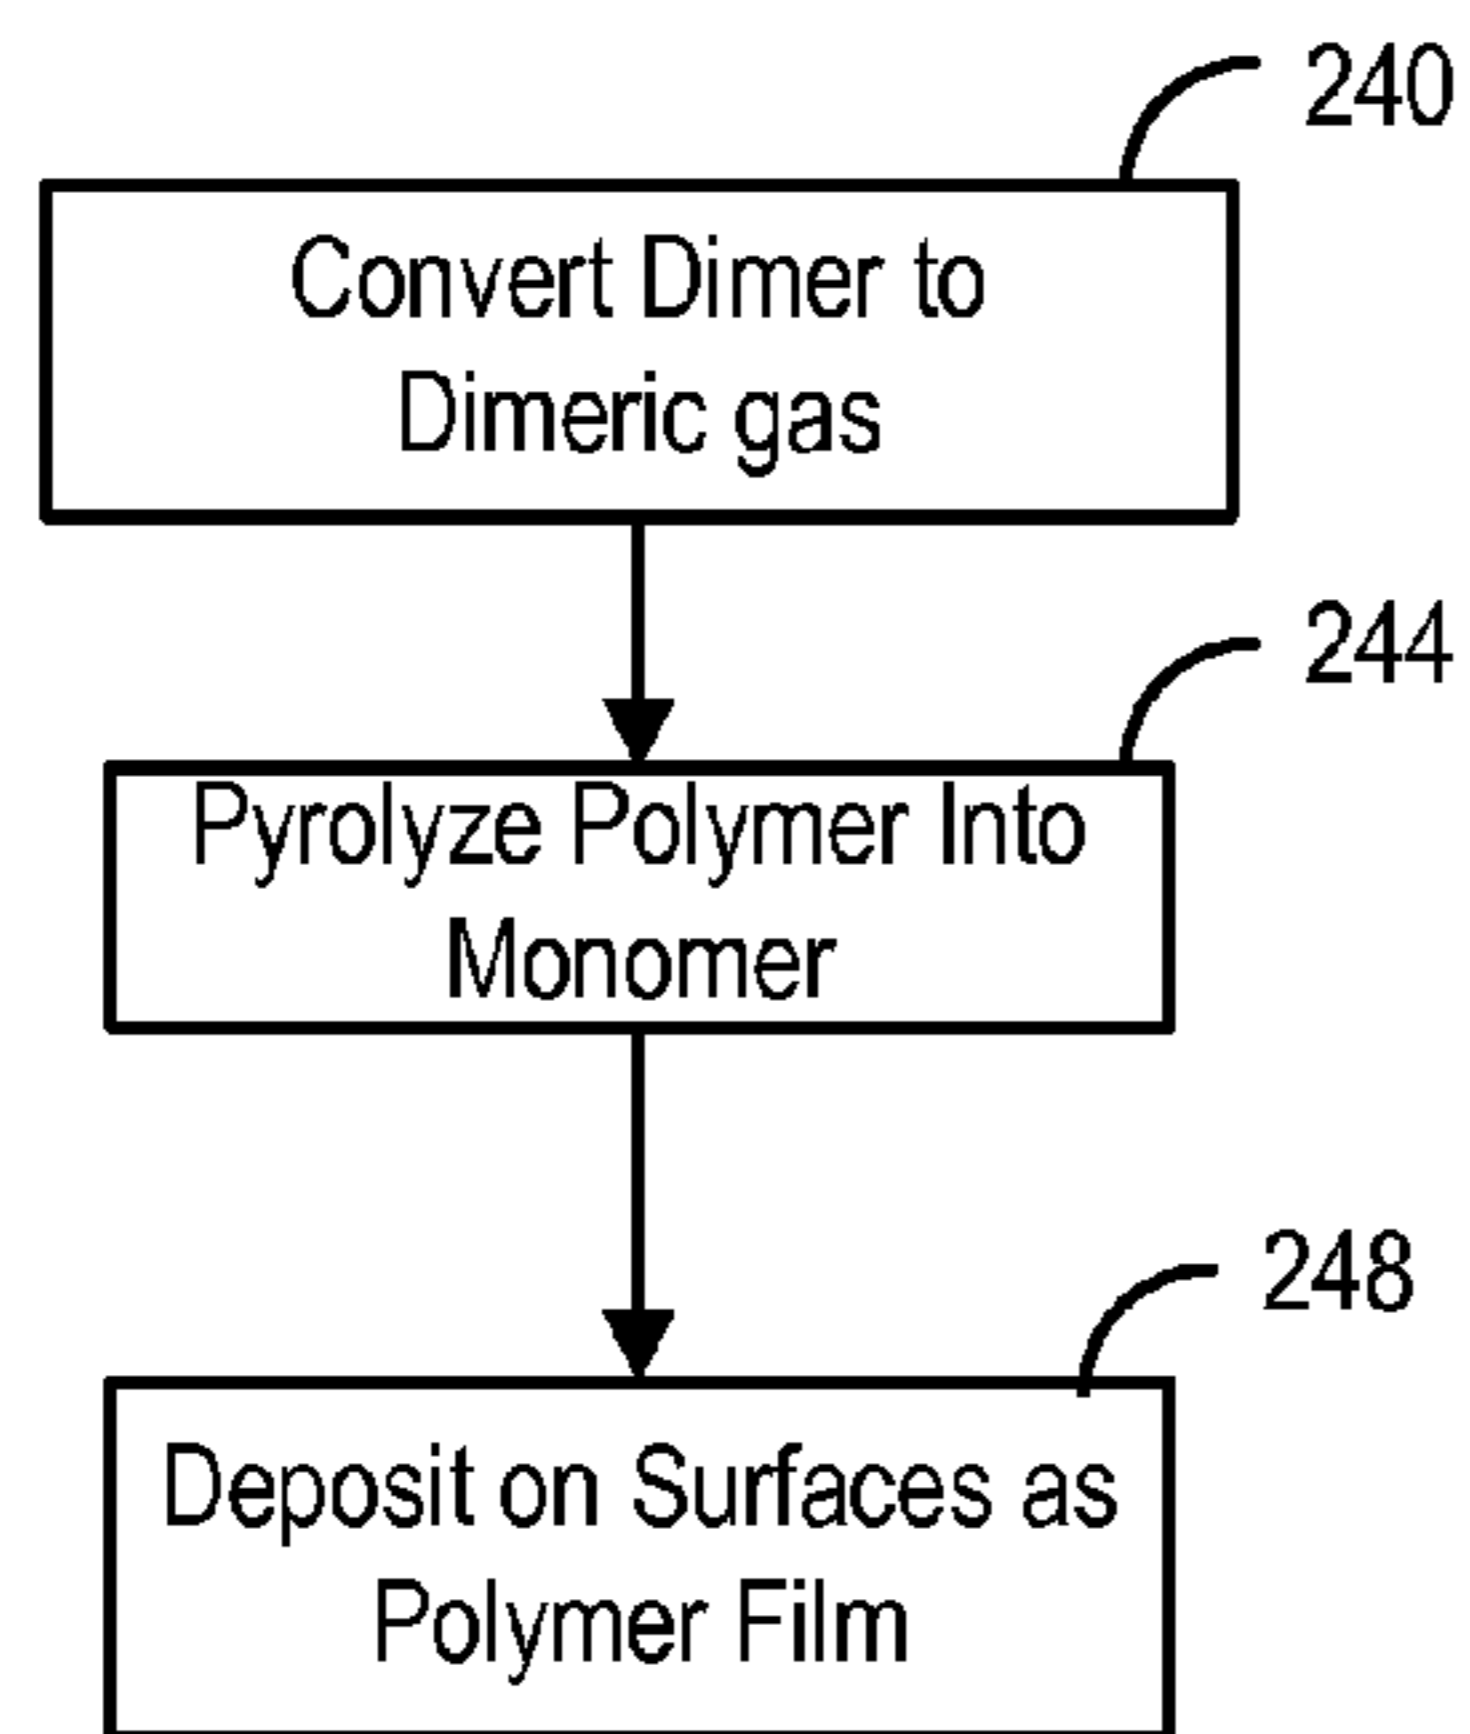 240
Convert Dimer to
Dimeric gas
244
Pyrolyze Polymer Into
Monomer
248
Deposit on Surfaces as
Polymer Film